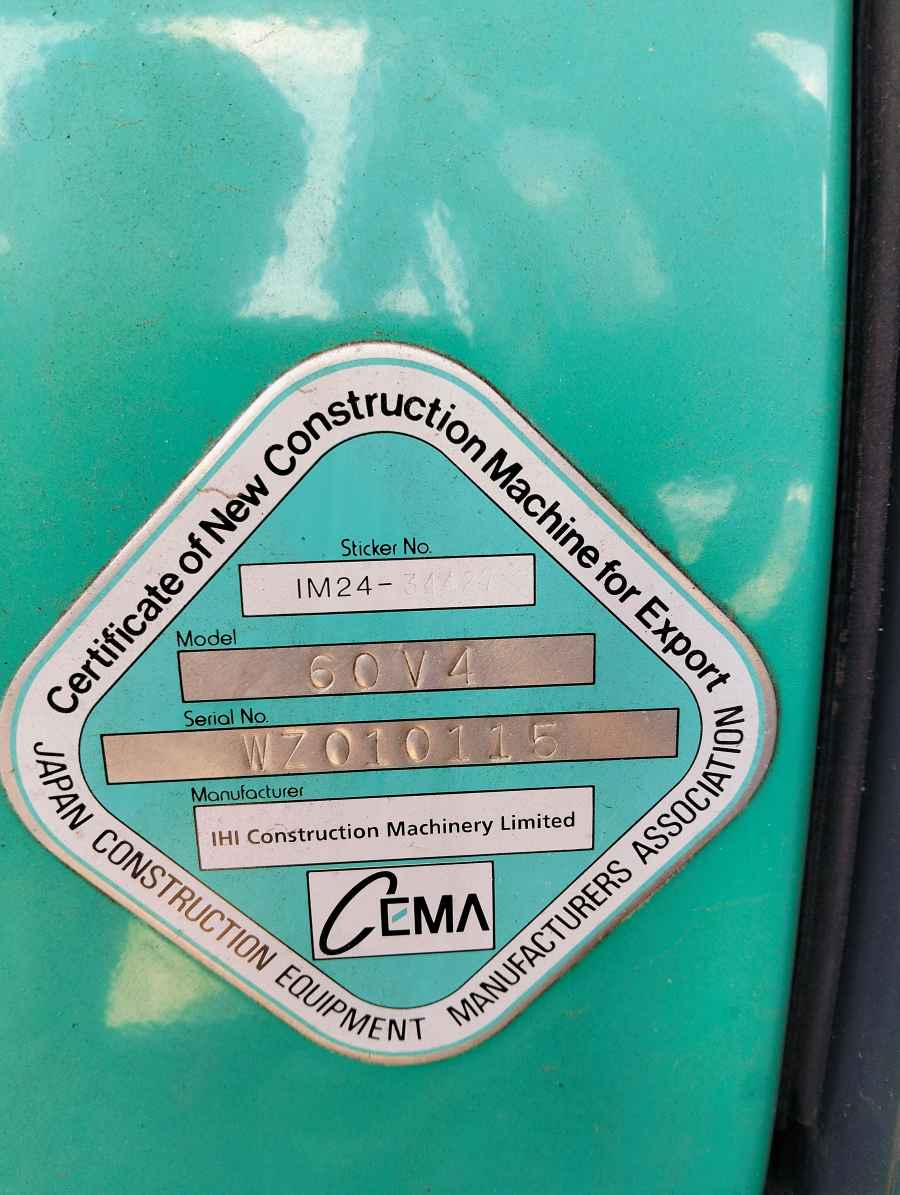 Certificate of New Construction Machine for Export
Sticker No.
IM24-
Model
60V4
Serial No.
WZ010115
Manufacturer
IHI Construction Machinery Limited
CEMA
JAPAN CONSTRUCTION EQUIPMENT MANUFACTURERS ASSOCIATION